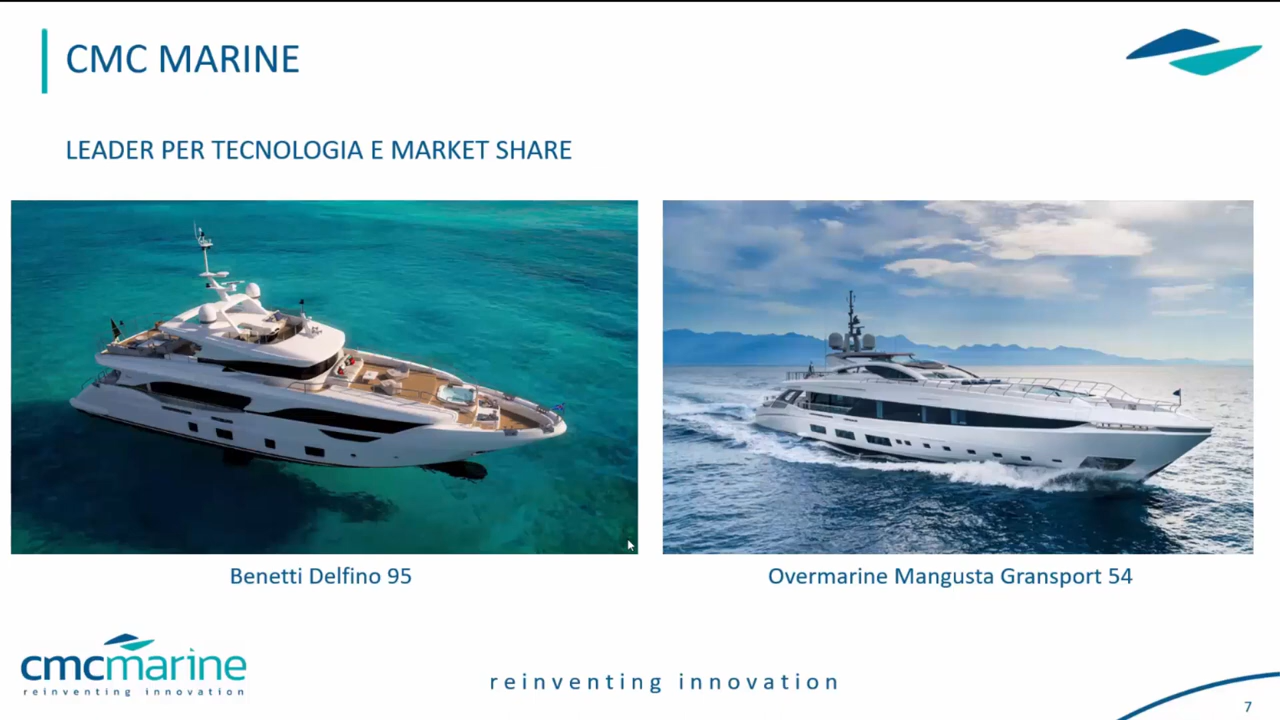 CMC MARINE
LEADER PER TECNOLOGIA E MARKET SHARE
Benetti Delfino 95
Overmarine Mangusta Gransport 54
cmcmarine
reinventing innovation
reinventing innovation
7